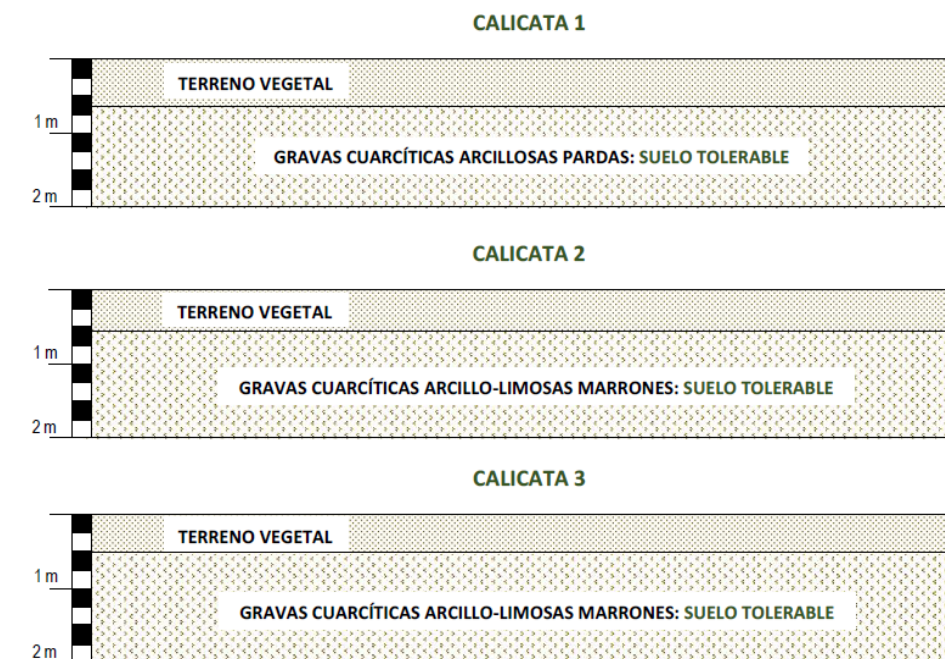 CALICATA 1
TERRENO VEGETAL
1 m
GRAVAS CUARCÍTICAS ARCILLOSAS PARDAS: SUELO TOLERABLE
2 m
CALICATA 2
TERRENO VEGETAL
1 m
GRAVAS CUARCÍTICAS ARCILLO-LIMOSAS MARRONES: SUELO TOLERABLE
2 m
CALICATA 3
TERRENO VEGETAL
1 m
GRAVAS CUARCÍTICAS ARCILLO-LIMOSAS MARRONES: SUELO TOLERABLE
2 m